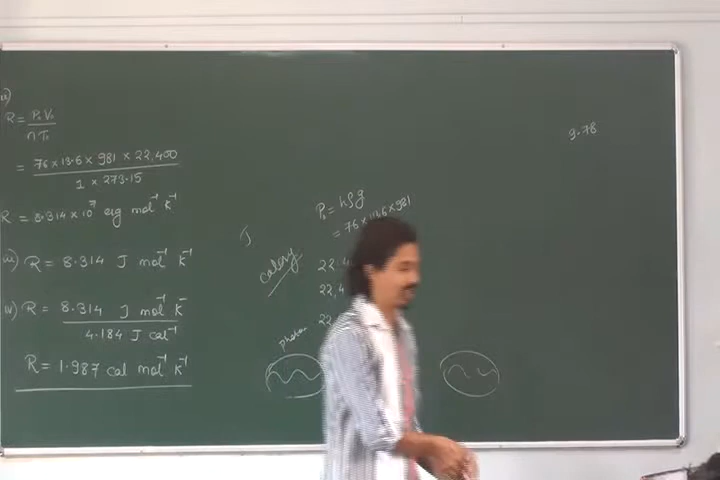 R = P₀V₀ / nT₀
= 76 × 13.6 × 981 × 22,400 / 1 × 273.15
R = 8.314 × 10⁷ erg mol⁻¹ K⁻¹
iii) R = 8.314 J mol⁻¹ K⁻¹
iv) R = 8.314 J mol⁻¹ K⁻¹ / 4.184 J cal⁻¹
R = 1.987 cal mol⁻¹ K⁻¹
J
P₀ = hρg
= 76 × 13.6 × 981
calory
22.4
22,4
22
9.78